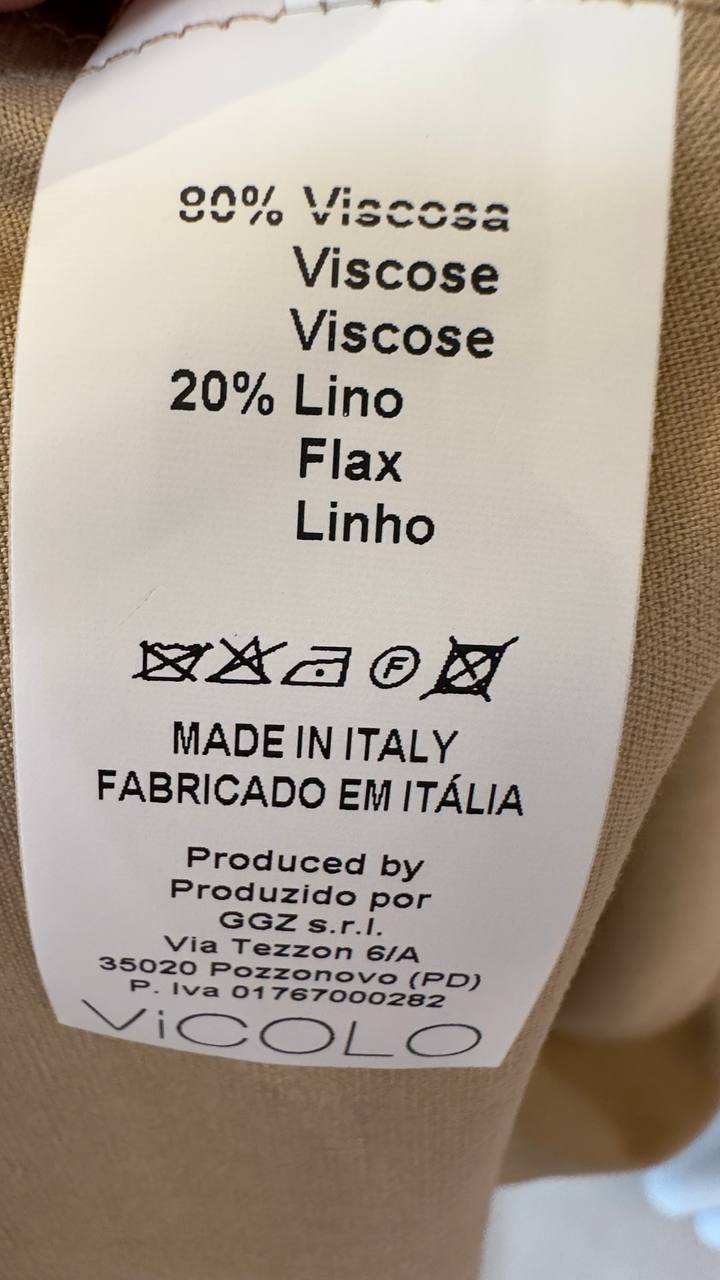 80% Viscosa
Viscose
Viscose
20% Lino
Flax
Linho
F
MADE IN ITALY
FABRICADO EM ITÁLIA
Produced by
Produzido por
GGZ s.r.l.
Via Tezzon 6/A
35020 Pozzonovo (PD)
P. Iva 01767000282
ViCOLO